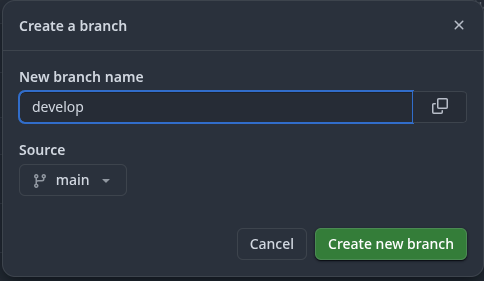 Create a branch
New branch name
develop
Source
main
Cancel
Create new branch